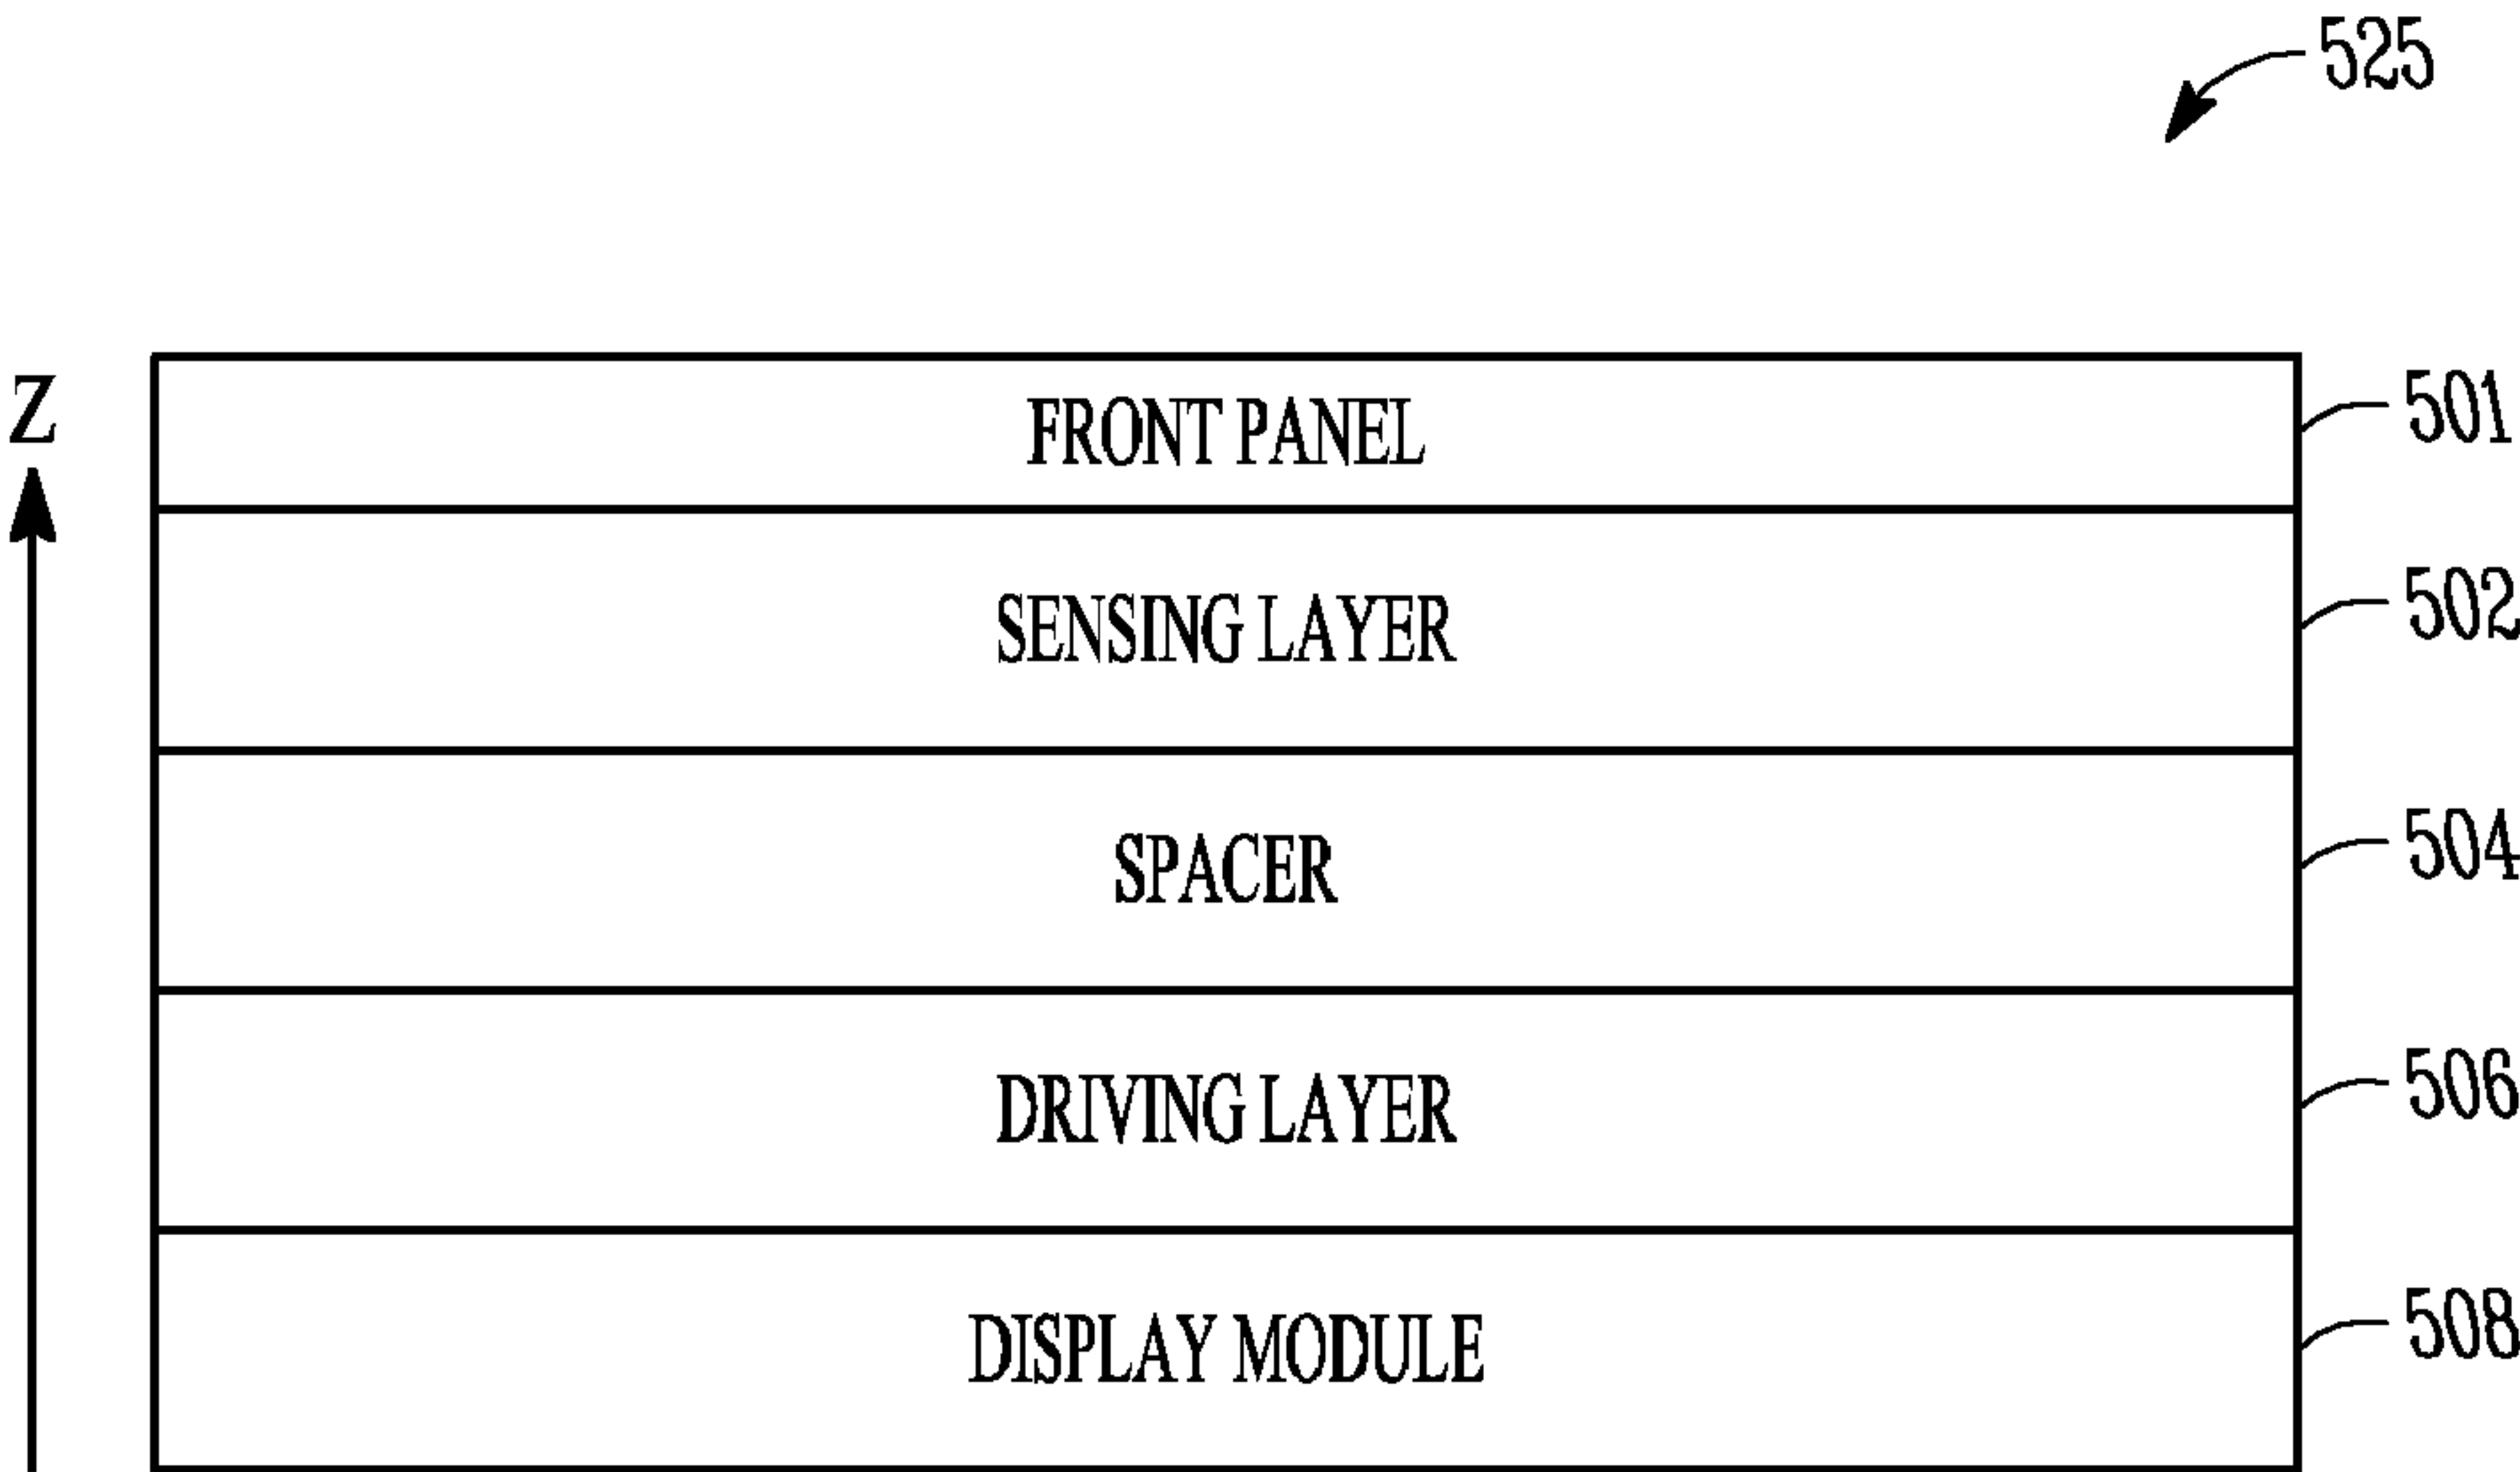 525
Z
FRONT PANEL
501
SENSING LAYER
502
SPACER
504
DRIVING LAYER
506
DISPLAY MODULE
508